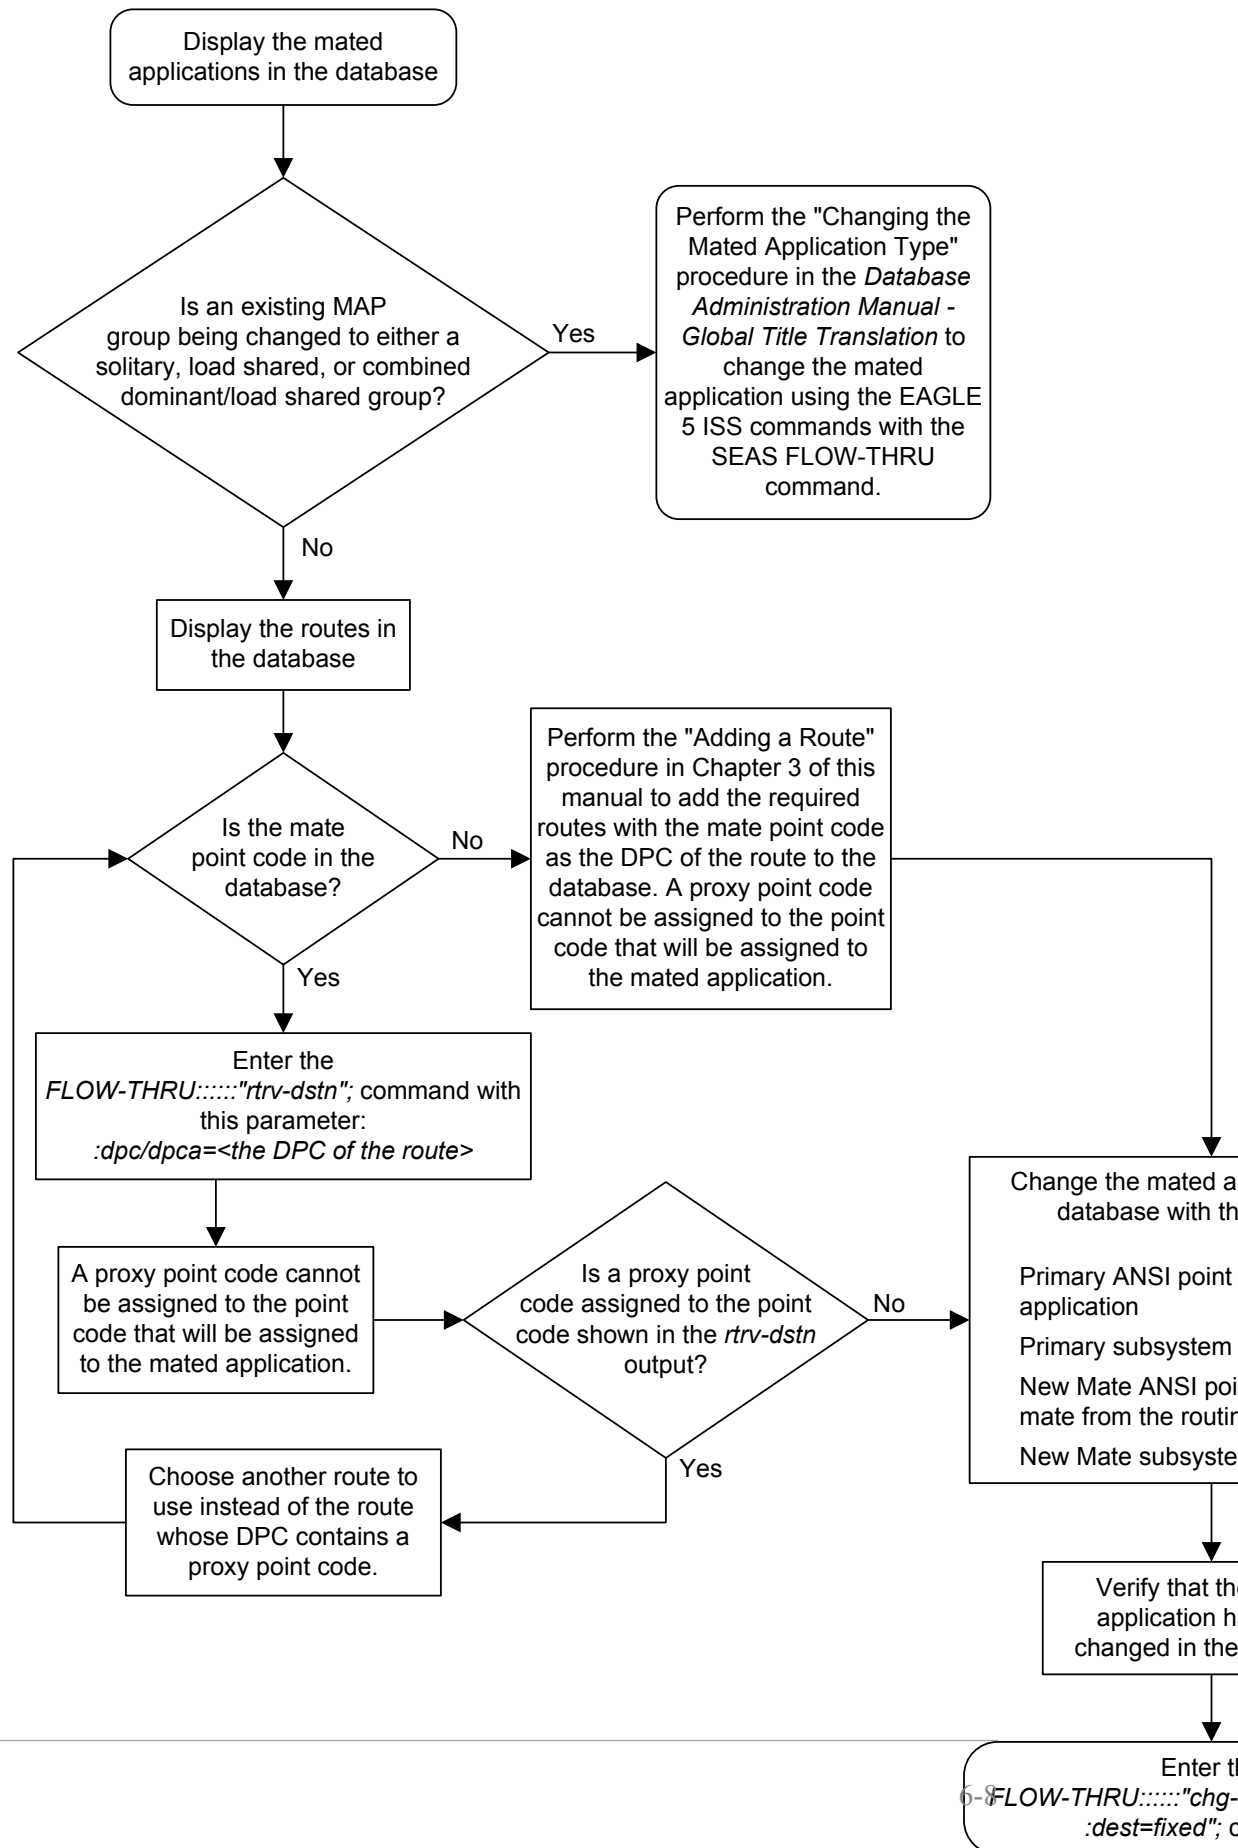 Display the mated
applications in the database
Is an existing MAP
group being changed to either a
solitary, load shared, or combined
dominant/load shared group?
Yes
Perform the "Changing the
Mated Application Type"
procedure in the Database
Administration Manual -
Global Title Translation to
change the mated
application using the EAGLE
5 ISS commands with the
SEAS FLOW-THRU
command.
No
Display the routes in
the database
Is the mate
point code in the
database?
No
Perform the "Adding a Route"
procedure in Chapter 3 of this
manual to add the required
routes with the mate point code
as the DPC of the route to the
database. A proxy point code
cannot be assigned to the point
code that will be assigned to
the mated application.
Yes
Enter the
FLOW-THRU::::::"rtrv-dstn"; command with
this parameter:
:dpc/dpca=<the DPC of the route>
A proxy point code cannot
be assigned to the point
code that will be assigned
to the mated application.
Is a proxy point
code assigned to the point
code shown in the rtrv-dstn
output?
No
Yes
Choose another route to
use instead of the route
whose DPC contains a
proxy point code.
Change the mated a
database with th
Primary ANSI point
application
Primary subsystem
New Mate ANSI poi
mate from the routin
New Mate subsyste
Verify that the
application h
changed in the
Enter th
FLOW-THRU::::::"chg-
:dest=fixed"; c
6-8